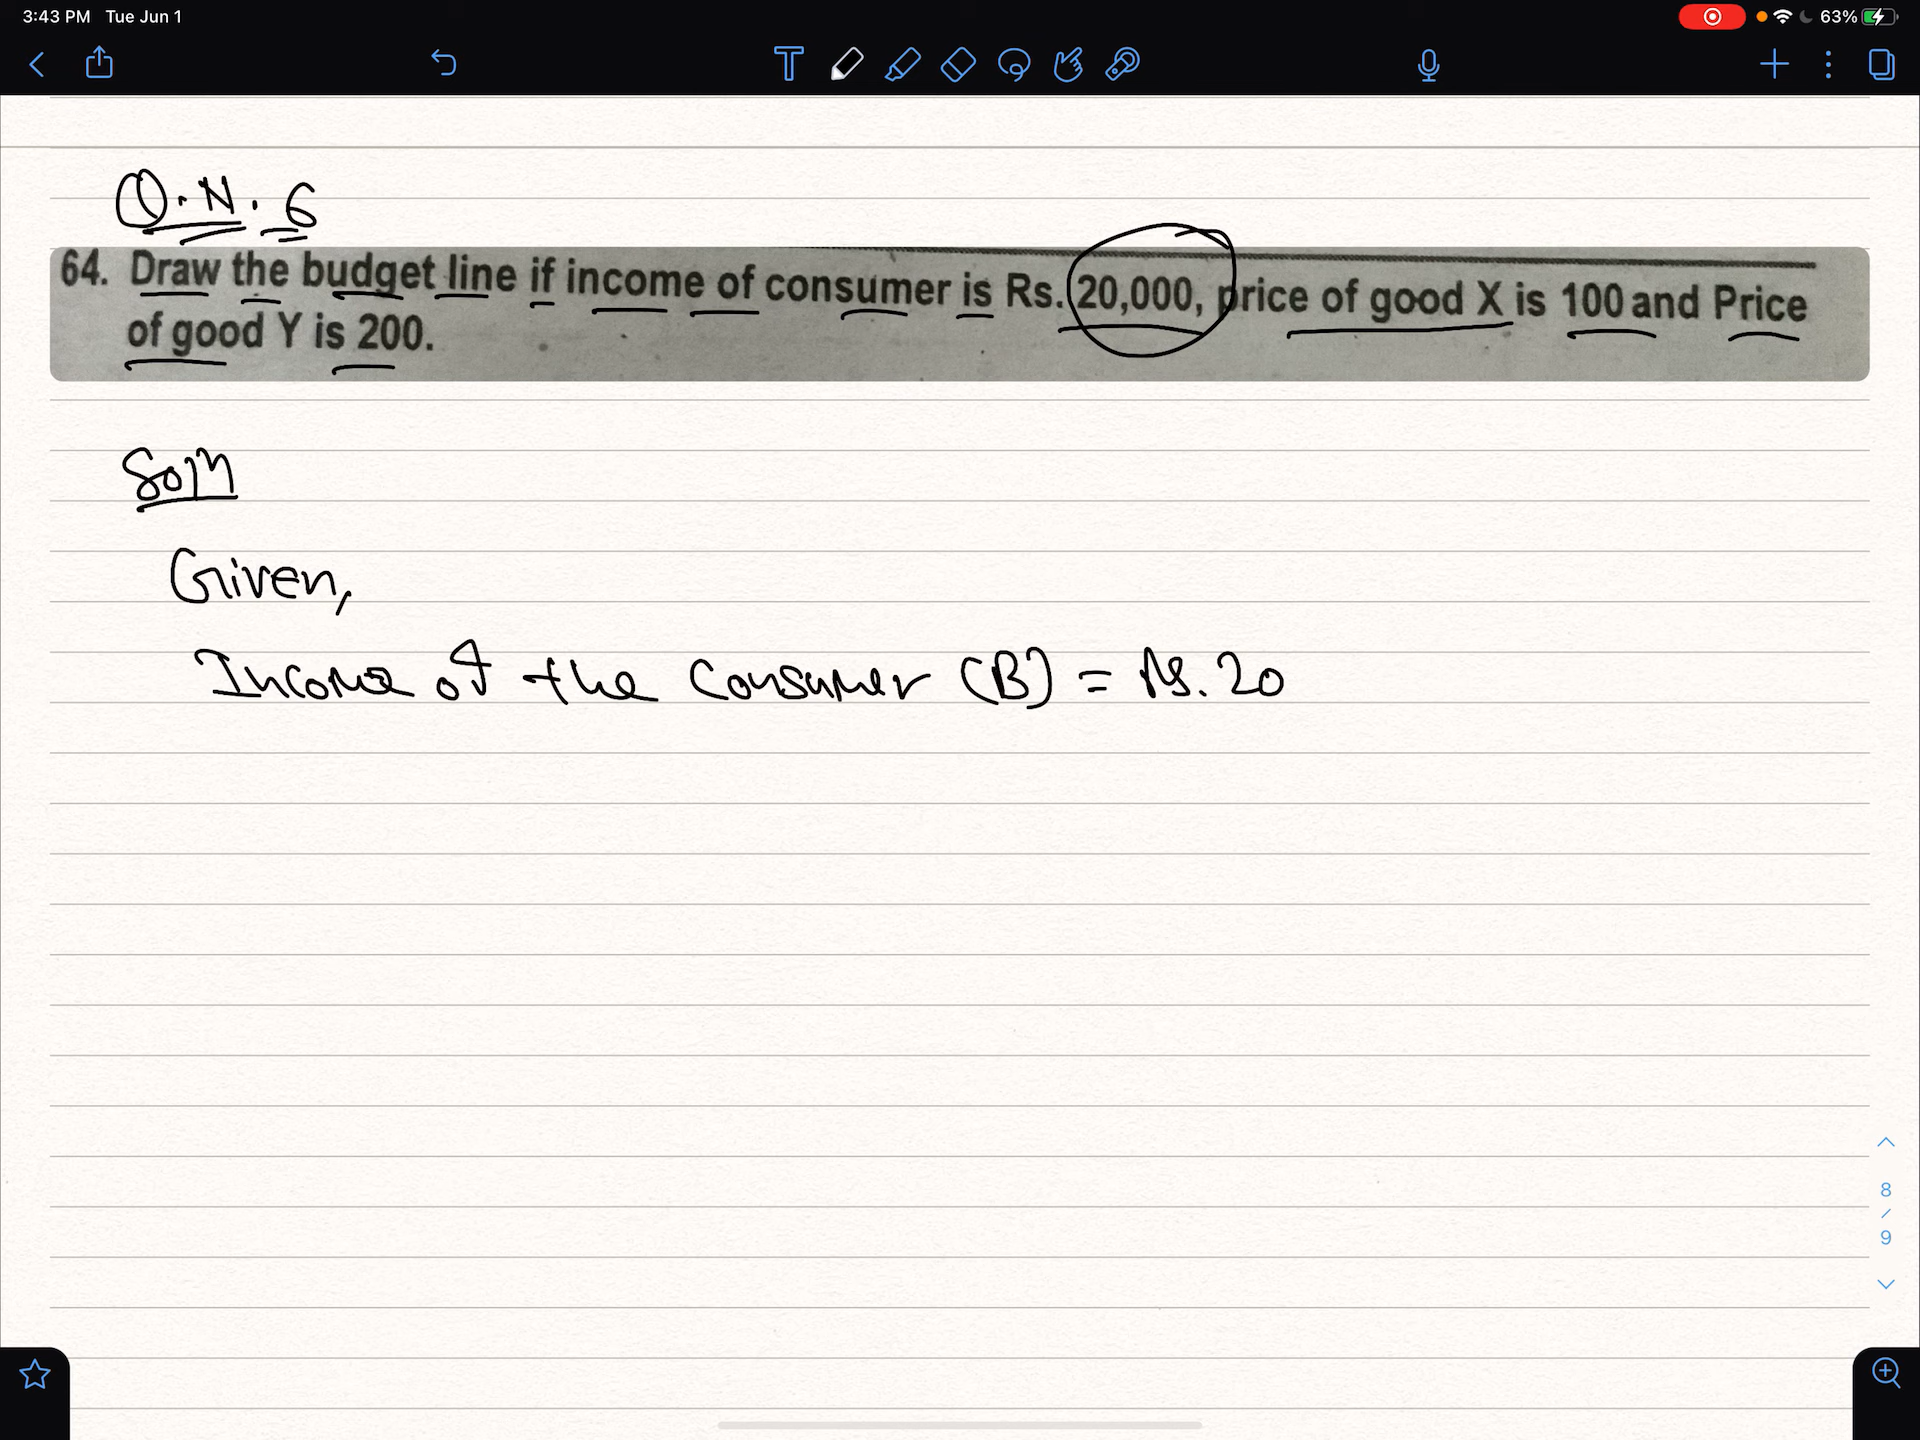 3:43 PM Tue Jun 1
63%
T
Q.N. 6
64. Draw the budget line if income of consumer is Rs. 20,000, price of good X is 100 and Price
of good Y is 200.
Soln
Given,
Income of the Consumer (B) = Rs. 20
8
/
9